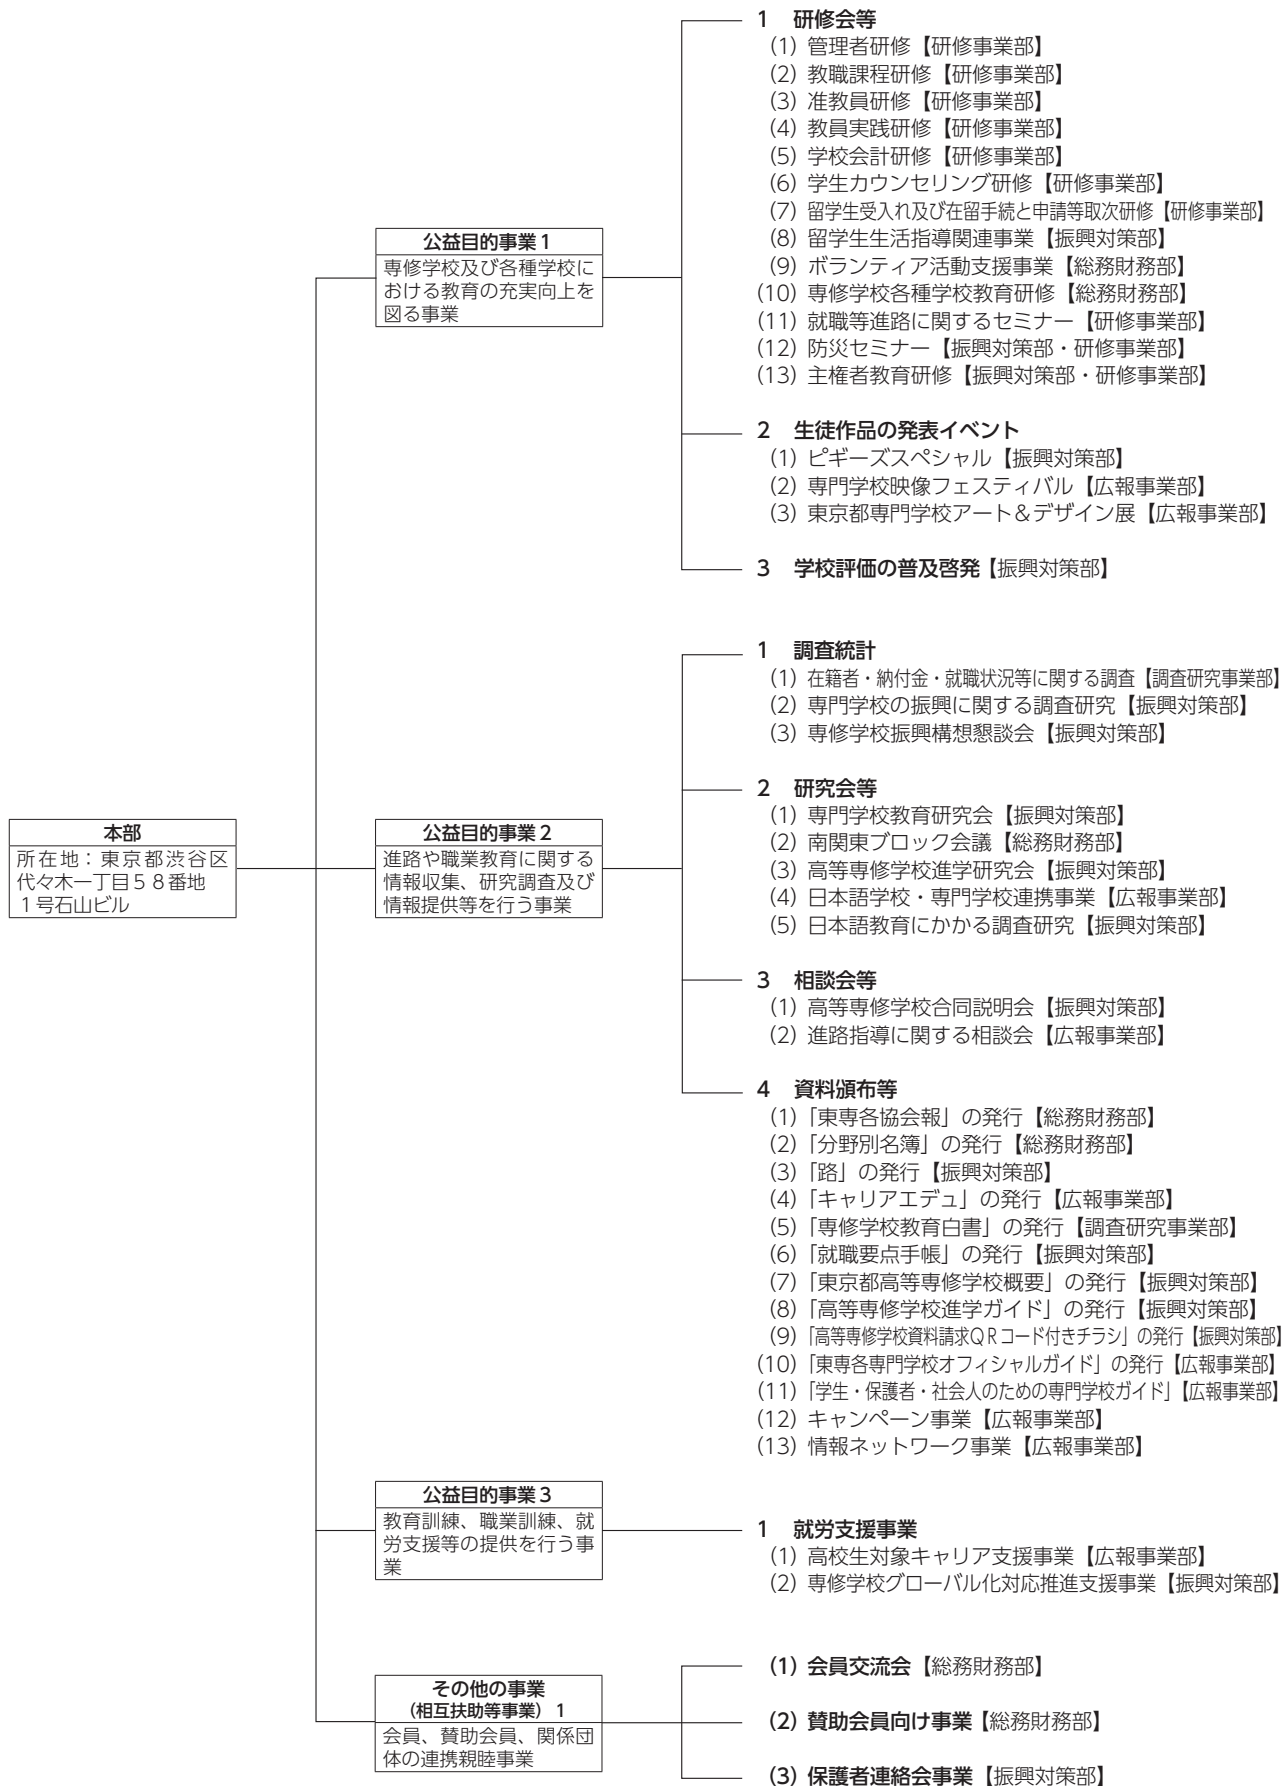 本部
所在地：東京都渋谷区
代々木一丁目５８番地
１号石山ビル
公益目的事業１
専修学校及び各種学校に
おける教育の充実向上を
図る事業
1　研修会等
(1) 管理者研修【研修事業部】
(2) 教職課程研修【研修事業部】
(3) 准教員研修【研修事業部】
(4) 教員実践研修【研修事業部】
(5) 学校会計研修【研修事業部】
(6) 学生カウンセリング研修【研修事業部】
(7) 留学生受入れ及び在留手続と申請等取次研修【研修事業部】
(8) 留学生生活指導関連事業【振興対策部】
(9) ボランティア活動支援事業【総務財務部】
(10) 専修学校各種学校教育研修【総務財務部】
(11) 就職等進路に関するセミナー【研修事業部】
(12) 防災セミナー【振興対策部・研修事業部】
(13) 主権者教育研修【振興対策部・研修事業部】
2　生徒作品の発表イベント
(1) ピギーズスペシャル【振興対策部】
(2) 専門学校映像フェスティバル【広報事業部】
(3) 東京都専門学校アート＆デザイン展【広報事業部】
3　学校評価の普及啓発【振興対策部】
公益目的事業２
進路や職業教育に関する
情報収集、研究調査及び
情報提供等を行う事業
1　調査統計
(1) 在籍者・納付金・就職状況等に関する調査【調査研究事業部】
(2) 専門学校の振興に関する調査研究【振興対策部】
(3) 専修学校振興構想懇談会【振興対策部】
2　研究会等
(1) 専門学校教育研究会【振興対策部】
(2) 南関東ブロック会議【総務財務部】
(3) 高等専修学校進学研究会【振興対策部】
(4) 日本語学校・専門学校連携事業【広報事業部】
(5) 日本語教育にかかる調査研究【振興対策部】
3　相談会等
(1) 高等専修学校合同説明会【振興対策部】
(2) 進路指導に関する相談会【広報事業部】
4　資料頒布等
(1)「東専各協会報」の発行【総務財務部】
(2)「分野別名簿」の発行【総務財務部】
(3)「路」の発行【振興対策部】
(4)「キャリアエデュ」の発行【広報事業部】
(5)「専修学校教育白書」の発行【調査研究事業部】
(6)「就職要点手帳」の発行【振興対策部】
(7)「東京都高等専修学校概要」の発行【振興対策部】
(8)「高等専修学校進学ガイド」の発行【振興対策部】
(9)「高等専修学校資料請求ＱＲコード付きチラシ」の発行【振興対策部】
(10)「東専各専門学校オフィシャルガイド」の発行【広報事業部】
(11)「学生・保護者・社会人のための専門学校ガイド」【広報事業部】
(12) キャンペーン事業【広報事業部】
(13) 情報ネットワーク事業【広報事業部】
公益目的事業３
教育訓練、職業訓練、就
労支援等の提供を行う事
業
1　就労支援事業
(1) 高校生対象キャリア支援事業【広報事業部】
(2) 専修学校グローバル化対応推進支援事業【振興対策部】
その他の事業
（相互扶助等事業）１
会員、賛助会員、関係団
体の連携親睦事業
(1) 会員交流会【総務財務部】
(2) 賛助会員向け事業【総務財務部】
(3) 保護者連絡会事業【振興対策部】